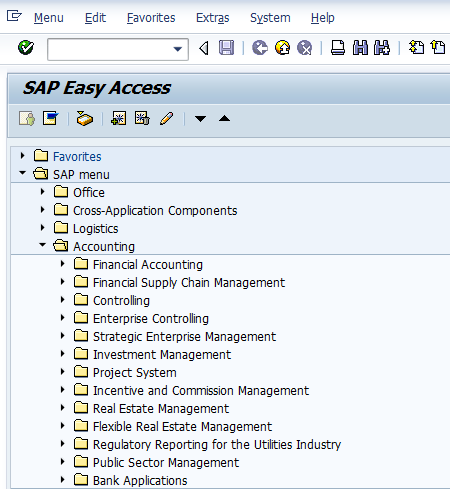 Menu Edit Favorites Extras System Help
SAP Easy Access
Favorites
SAP menu
Office
Cross-Application Components
Logistics
Accounting
Financial Accounting
Financial Supply Chain Management
Controlling
Enterprise Controlling
Strategic Enterprise Management
Investment Management
Project System
Incentive and Commission Management
Real Estate Management
Flexible Real Estate Management
Regulatory Reporting for the Utilities Industry
Public Sector Management
Bank Applications